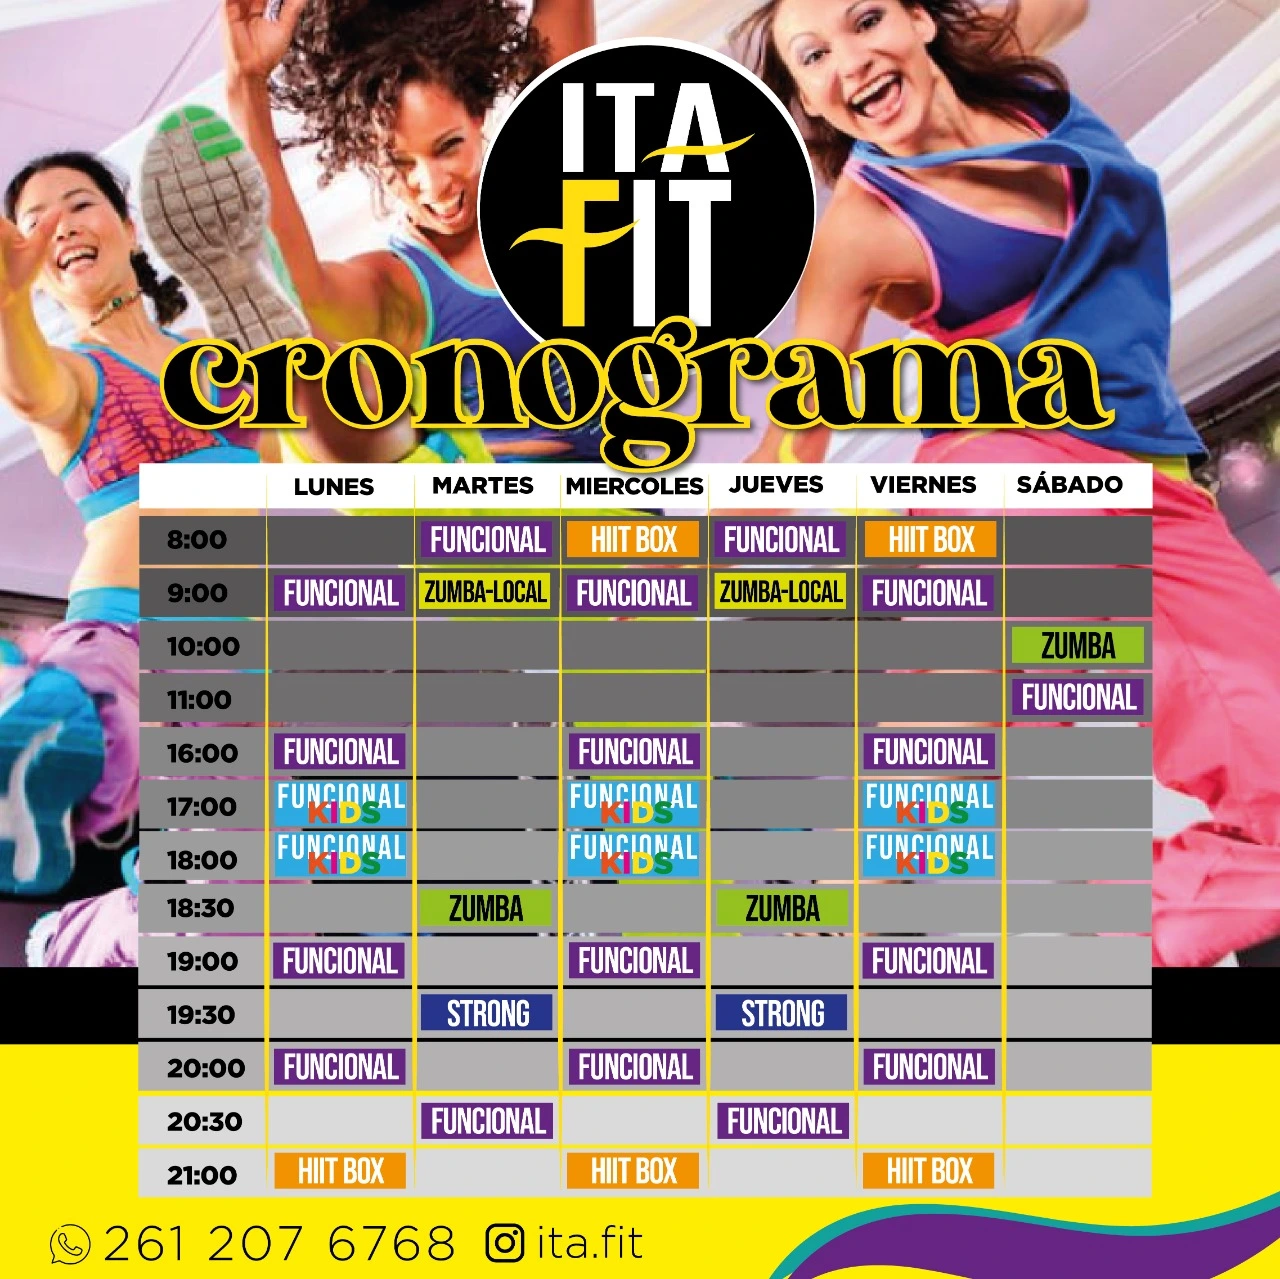 ITA
FIT
cronograma
LUNES MARTES MIERCOLES JUEVES VIERNES SÁBADO
8:00 FUNCIONAL HIIT BOX FUNCIONAL HIIT BOX
9:00 FUNCIONAL ZUMBA-LOCAL FUNCIONAL ZUMBA-LOCAL FUNCIONAL
10:00 ZUMBA
11:00 FUNCIONAL
16:00 FUNCIONAL FUNCIONAL FUNCIONAL
17:00 FUNCIONAL KIDS FUNCIONAL KIDS FUNCIONAL KIDS
18:00 FUNCIONAL KIDS FUNCIONAL KIDS FUNCIONAL KIDS
18:30 ZUMBA ZUMBA
19:00 FUNCIONAL FUNCIONAL FUNCIONAL
19:30 STRONG STRONG
20:00 FUNCIONAL FUNCIONAL FUNCIONAL
20:30 FUNCIONAL FUNCIONAL
21:00 HIIT BOX HIIT BOX HIIT BOX
261 207 6768 ita.fit